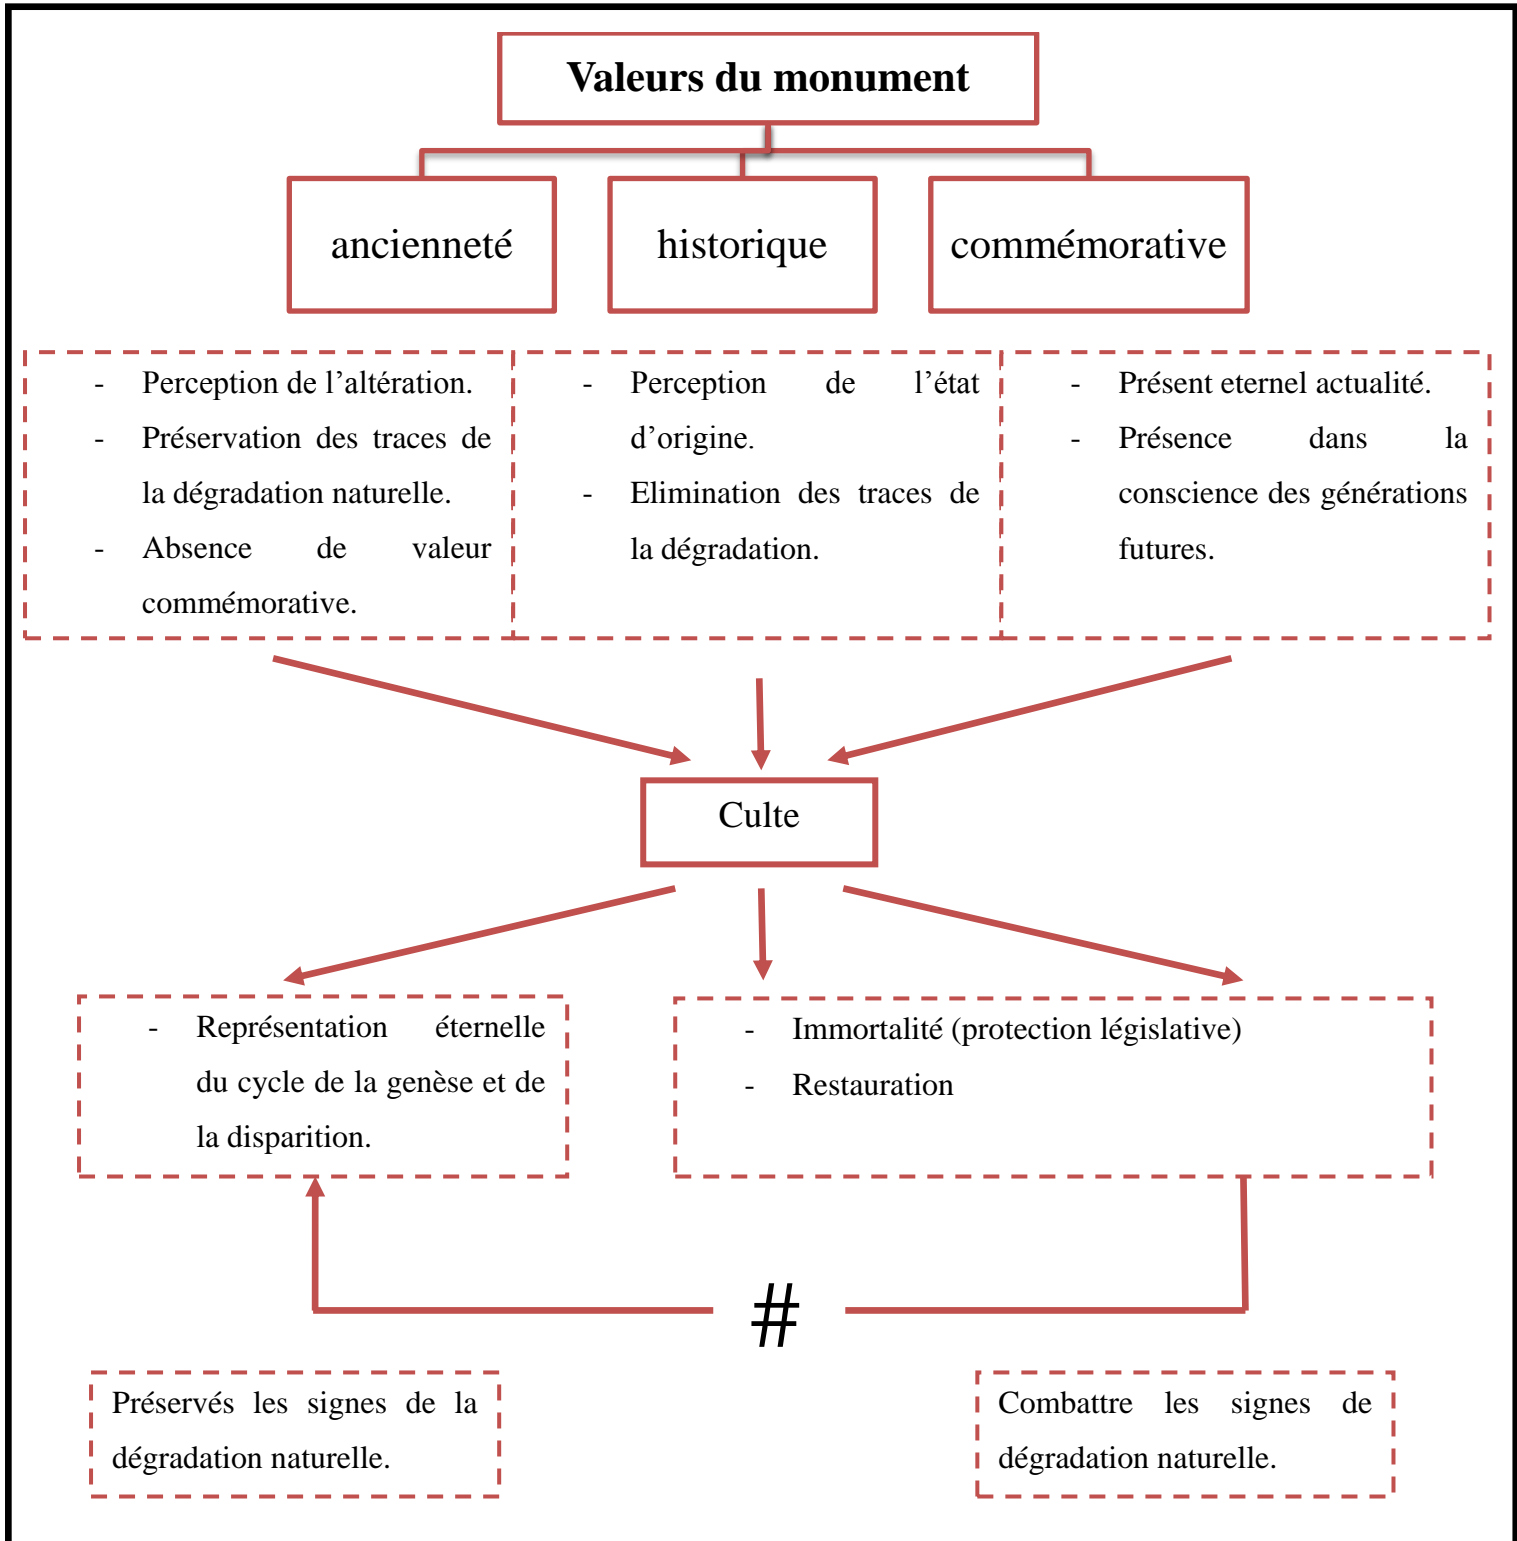 Valeurs du monument
ancienneté
historique
commémorative
- Perception de l’altération.
- Préservation des traces de
la dégradation naturelle.
- Absence de valeur
commémorative.
- Perception de l’état
d’origine.
- Elimination des traces de
la dégradation.
- Présent eternel actualité.
- Présence dans la
conscience des générations
futures.
Culte
- Représentation éternelle
du cycle de la genèse et de
la disparition.
- Immortalité (protection législative)
- Restauration
#
Préservés les signes de la
dégradation naturelle.
Combattre les signes de
dégradation naturelle.